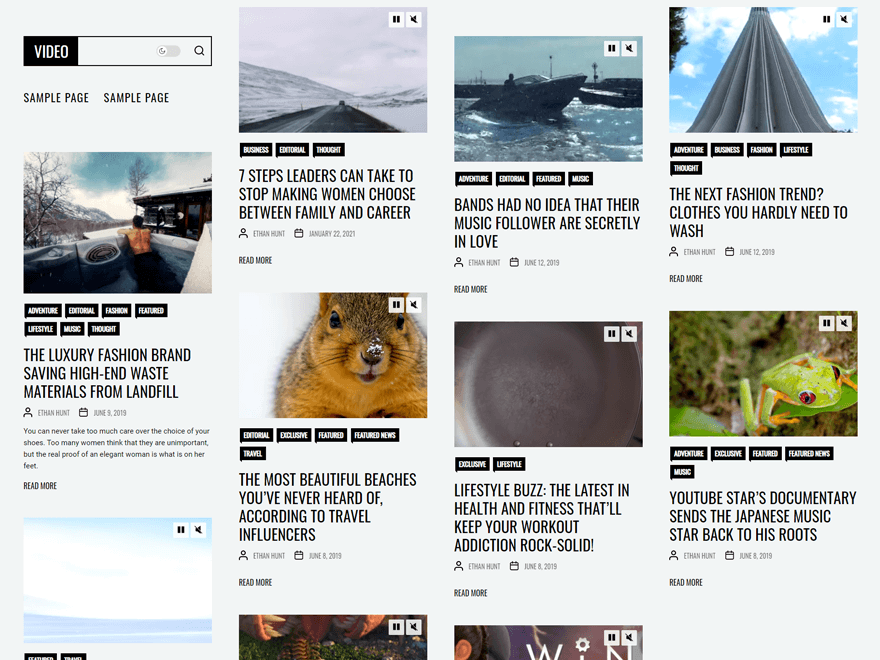 VIDEO
SAMPLE PAGE
SAMPLE PAGE
ADVENTURE
EDITORIAL
FASHION
FEATURED
LIFESTYLE
MUSIC
THOUGHT
THE LUXURY FASHION BRAND
SAVING HIGH-END WASTE
MATERIALS FROM LANDFILL
ETHAN HUNT
JUNE 9, 2019
You can never take too much care over the choice of your
shoes. Too many women think that they are unimportant,
but the real proof of an elegant woman is what is on her
feet.
READ MORE
FEATURED
TRAVEL
BUSINESS
EDITORIAL
THOUGHT
7 STEPS LEADERS CAN TAKE TO
STOP MAKING WOMEN CHOOSE
BETWEEN FAMILY AND CAREER
ETHAN HUNT
JANUARY 22, 2021
READ MORE
EDITORIAL
EXCLUSIVE
FEATURED
FEATURED NEWS
TRAVEL
THE MOST BEAUTIFUL BEACHES
YOU'VE NEVER HEARD OF,
ACCORDING TO TRAVEL
INFLUENCERS
ETHAN HUNT
JUNE 8, 2019
READ MORE
ADVENTURE
EDITORIAL
FEATURED
MUSIC
BANDS HAD NO IDEA THAT THEIR
MUSIC FOLLOWER ARE SECRETLY
IN LOVE
ETHAN HUNT
JUNE 12, 2019
READ MORE
EXCLUSIVE
LIFESTYLE
LIFESTYLE BUZZ: THE LATEST IN
HEALTH AND FITNESS THAT'LL
KEEP YOUR WORKOUT
ADDICTION ROCK-SOLID!
ETHAN HUNT
JUNE 8, 2019
READ MORE
WiN
ADVENTURE
BUSINESS
FASHION
LIFESTYLE
THOUGHT
THE NEXT FASHION TREND?
CLOTHES YOU HARDLY NEED TO
WASH
ETHAN HUNT
JUNE 12, 2019
READ MORE
ADVENTURE
EXCLUSIVE
FEATURED
FEATURED NEWS
MUSIC
YOUTUBE STAR'S DOCUMENTARY
SENDS THE JAPANESE MUSIC
STAR BACK TO HIS ROOTS
ETHAN HUNT
JUNE 8, 2019
READ MORE